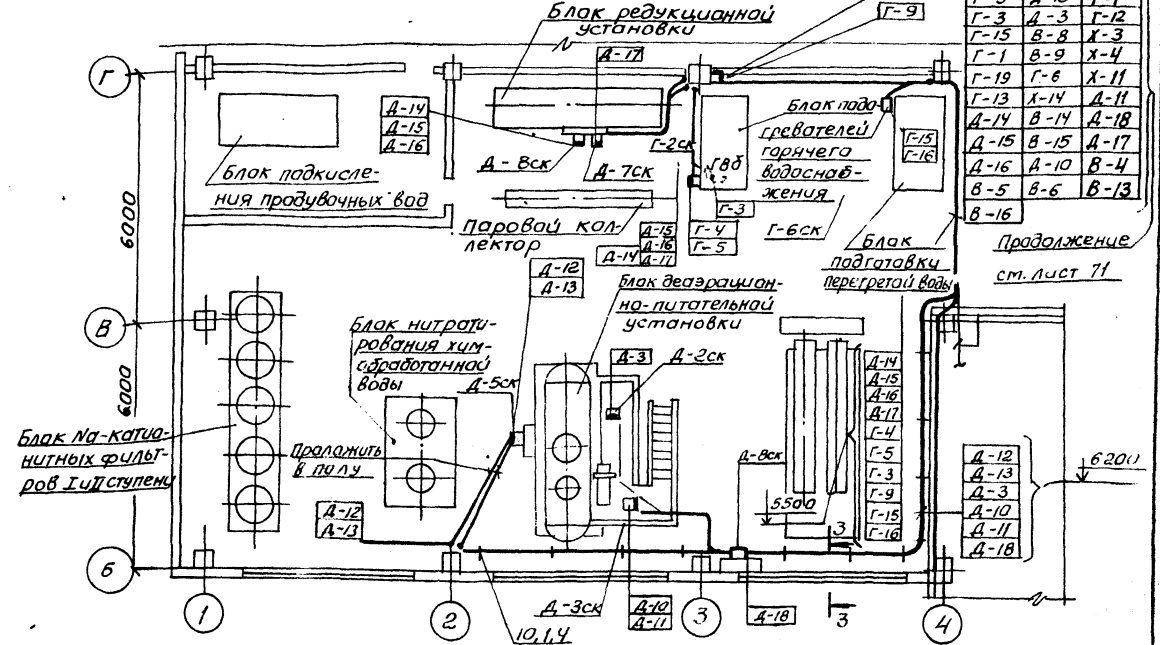 Блок редукционной
установки
Г-9
Д-17
Г-3 Д-3 Г-12
Г-15 В-8 Х-3
Г-1 В-9 Х-4
Г-19 Г-6 Х-11
Г-13 Х-14 Д-11
Д-14 В-14 Д-18
Д-15 В-15 Д-17
Д-16 Д-10 В-4
В-5 В-6 В-13
В-16
Г
Д-14
Д-15
Д-16
Д-8ск
Д-7ск
Г-2ск
Блок подо-
гревателей
горячего
водоснаб-
жения
Г-15
Г-16
ГВб
Г-3
Г-4
Г-5
Г-6ск
Блок подкисле-
ния продувочных вод
Паровой кол-
лектор
Д-15
Д-16
Д-14 Д-17
Блок
подготовки
перегретой воды
Продолжение
см. лист 71
6000
Д-12
Д-13
Блок деаэрацион-
но-питательной
установки
В
Блок нитрати-
рования хим-
обработанной
воды
Д-5ск
Д-3
Д-2ск
6000
Д-14
Д-15
Д-16
Д-17
Г-4
Г-5
Г-3
Г-9
Г-15
Г-16
Блок Na-катио-
нитных фильт-
ров I и II ступени
Проложить
в полу
Д-8ск
5500
Д-12
Д-13
Д-3
Д-10
Д-11
Д-18
6200
Д-12
Д-13
3
Б
1
2
Д-3ск
10,1,4
Д-10
Д-11
3
Д-18
3
4